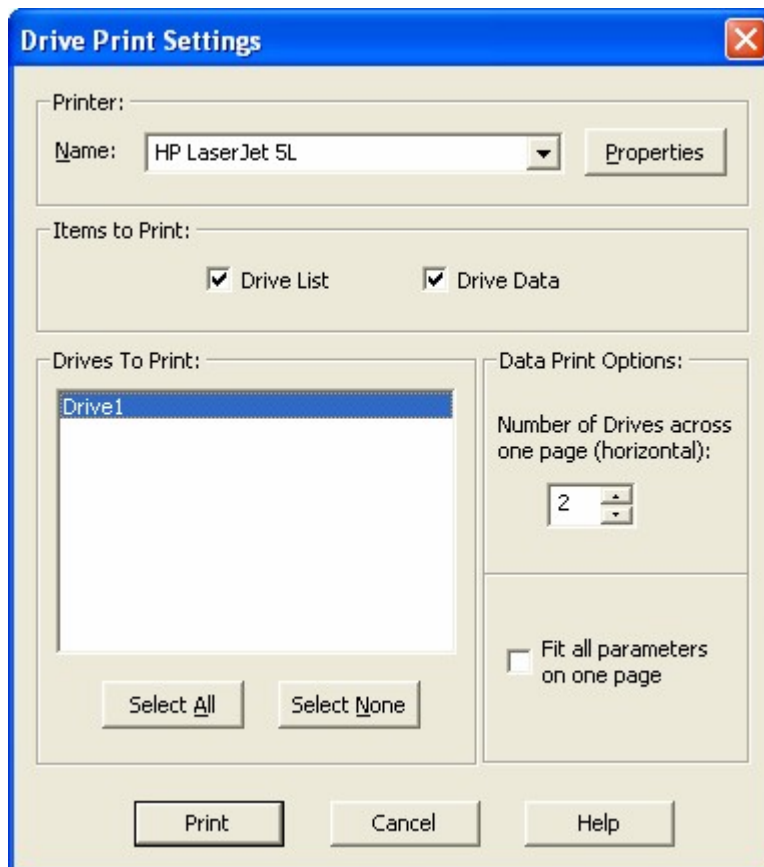 Drive Print Settings
Printer:
Name: HP LaserJet 5L Properties
Items to Print:
Drive List Drive Data
Drives To Print:
Drive1
Select All Select None
Data Print Options:
Number of Drives across
one page (horizontal):
2
Fit all parameters
on one page
Print Cancel Help